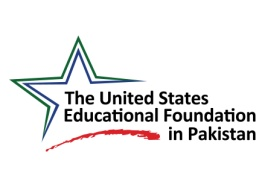 The United States
Educational Foundation
in Pakistan